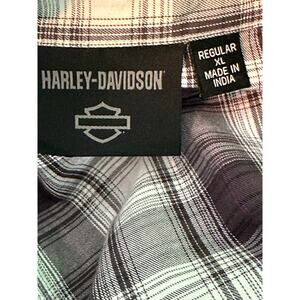 HARLEY-DAVIDSON
REGULAR
XL
MADE IN
INDIA